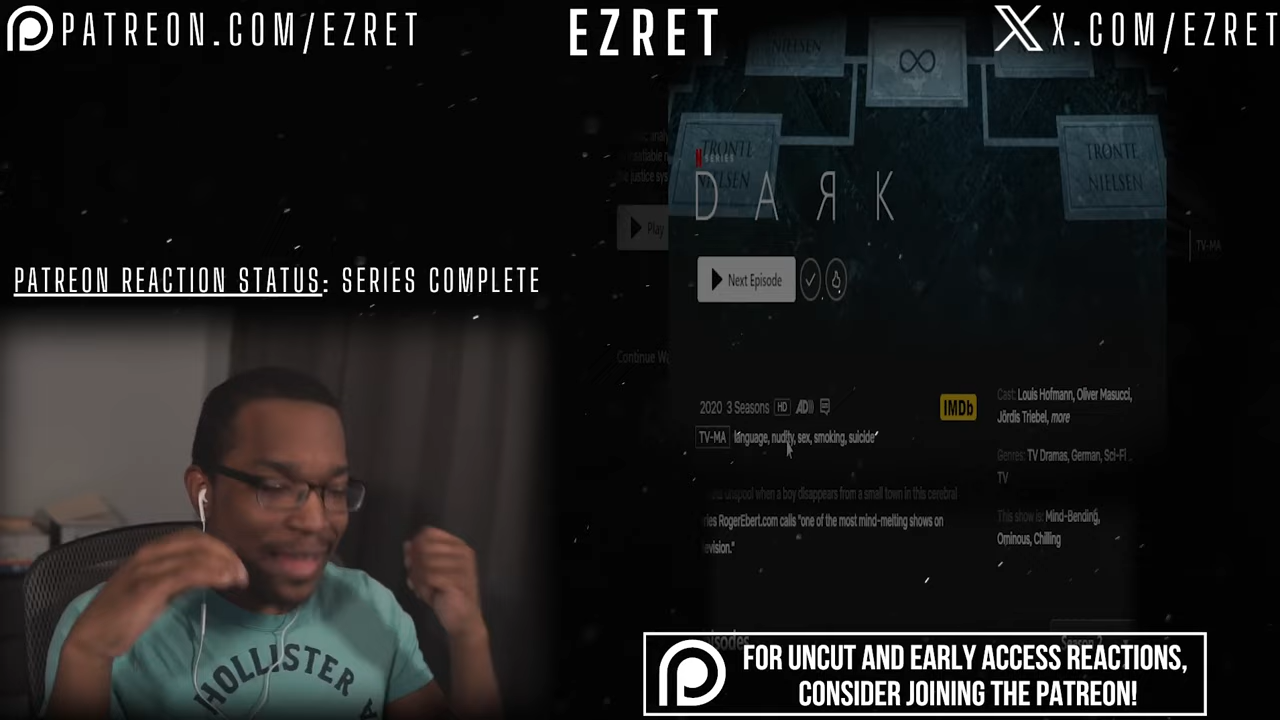 PATREON.COM/EZRET
EZRET
X.COM/EZRET
NIELSEN
∞
TRONTE
NIELSEN
TRONTE
NIELSEN
SERIES
DARK
Play
TV-MA
Next Episode
PATREON REACTION STATUS: SERIES COMPLETE
Continue
2020 3 Seasons HD AD
IMDb
Cast: Louis Hofmann, Oliver Masucci,
Jördis Triebel, more
TV-MA language, nudity, sex, smoking, suicide
Genres: TV Dramas, German, Sci-Fi
TV
when a boy disappears from a small town in this cerebral
RogerEbert.com calls "one of the most mind-melting shows on
This show is: Mind-Bending,
Ominous, Chilling
HOLLISTER
FOR UNCUT AND EARLY ACCESS REACTIONS,
CONSIDER JOINING THE PATREON!